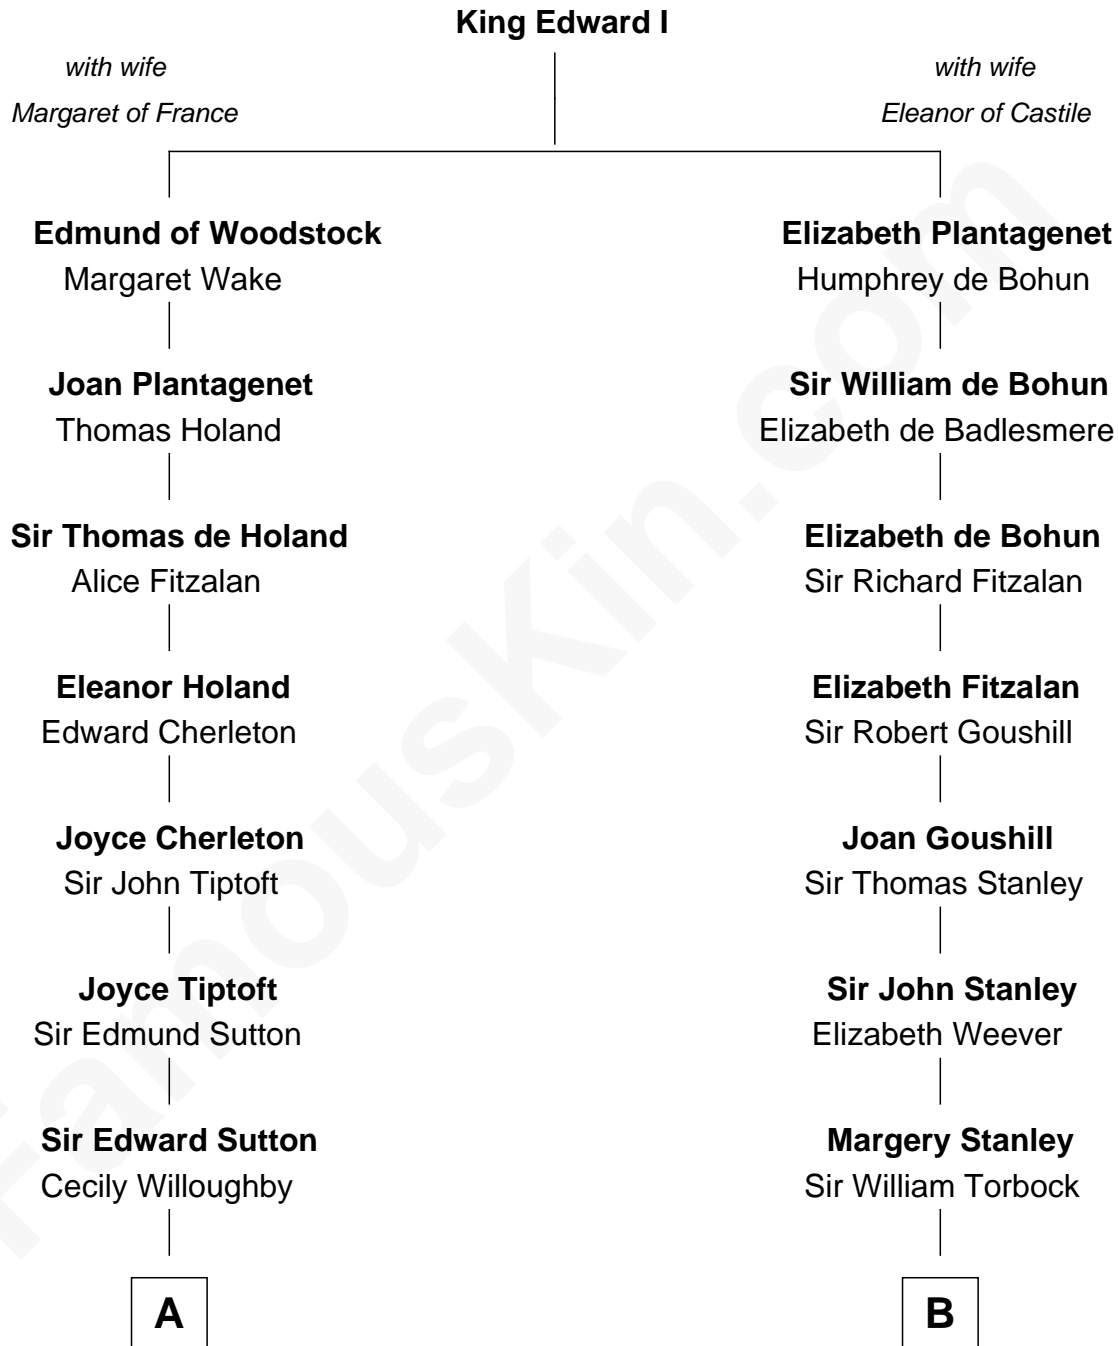 King Edward I
with wife
Margaret of France
with wife
Eleanor of Castile
Edmund of Woodstock
Margaret Wake
Elizabeth Plantagenet
Humphrey de Bohun
Joan Plantagenet
Thomas Holand
Sir William de Bohun
Elizabeth de Badlesmere
Sir Thomas de Holand
Alice Fitzalan
Elizabeth de Bohun
Sir Richard Fitzalan
Eleanor Holand
Edward Cherleton
Elizabeth Fitzalan
Sir Robert Goushill
Joyce Cherleton
Sir John Tiptoft
Joan Goushill
Sir Thomas Stanley
Joyce Tiptoft
Sir Edmund Sutton
Sir John Stanley
Elizabeth Weever
Sir Edward Sutton
Cecily Willoughby
Margery Stanley
Sir William Torbock
A
B
FamousKin.com